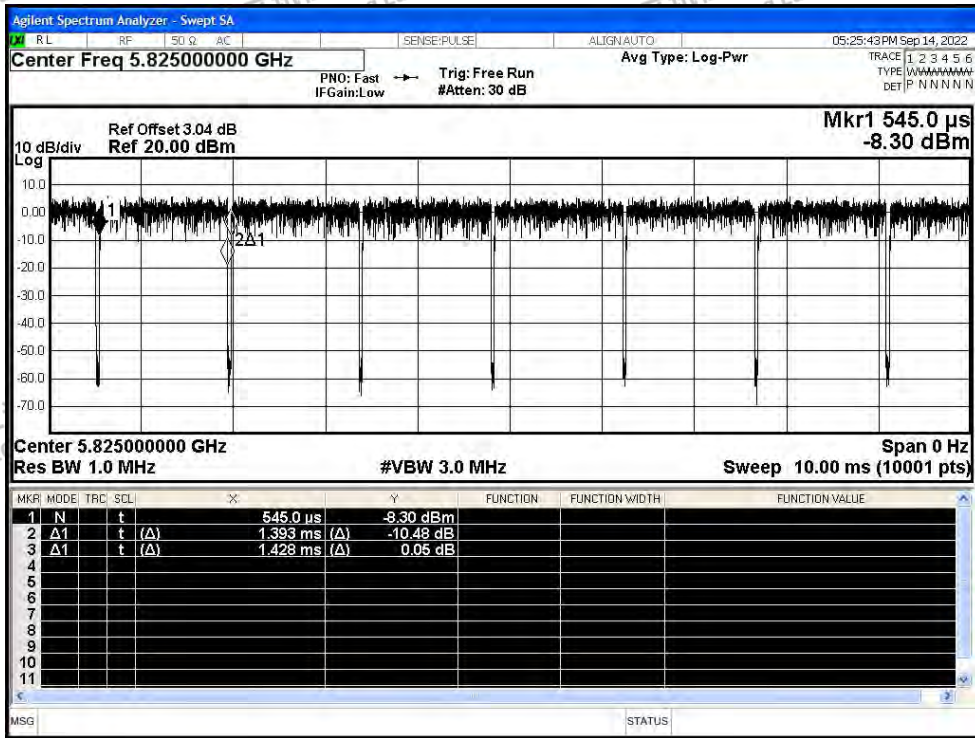 Agilent Spectrum Analyzer - Swept SA
RL RF 50 Ω AC SENSE:PULSE ALIGNAUTO 05:25:43 PM Sep 14, 2022
Center Freq 5.825000000 GHz Avg Type: Log-Pwr TRACE 1 2 3 4 5 6
PNO: Fast Trig: Free Run TYPE WWWWWW
IFGain:Low #Atten: 30 dB DET P N N N N N
Mkr1 545.0 µs
Ref Offset 3.04 dB
10 dB/div Ref 20.00 dBm -8.30 dBm
Log
10.0
0.00
1
-10.0
2Δ1
-20.0
-30.0
-40.0
-50.0
-60.0
-70.0
Center 5.825000000 GHz Span 0 Hz
Res BW 1.0 MHz #VBW 3.0 MHz Sweep 10.00 ms (10001 pts)
MKR MODE TRC SCL X Y FUNCTION FUNCTION WIDTH FUNCTION VALUE
1 N t 545.0 µs -8.30 dBm
2 Δ1 t (Δ) 1.393 ms (Δ) -10.48 dB
3 Δ1 t (Δ) 1.428 ms (Δ) 0.05 dB
4
5
6
7
8
9
10
11
MSG STATUS